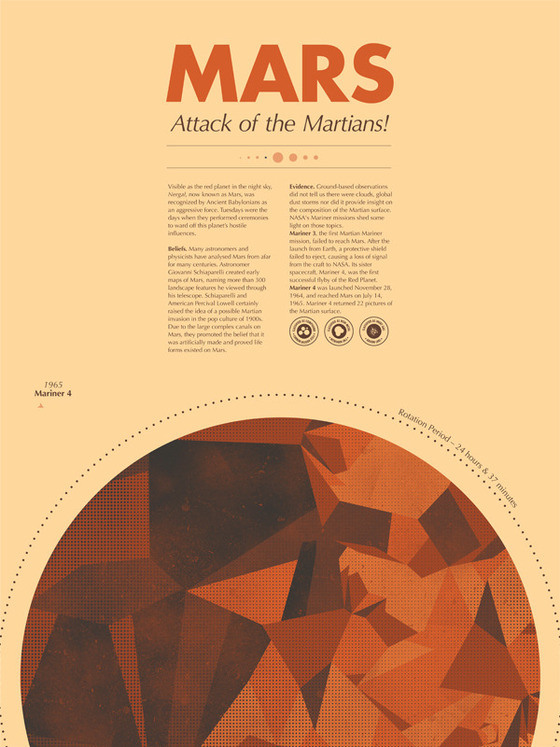 MARS
Attack of the Martians!
Visible as the red planet in the night sky,
Nergal, now known as Mars, was
recognized by Ancient Babylonians as
an aggressive force. Tuesdays were the
days when they performed ceremonies
to ward off this planet's hostile
influences.
Beliefs. Many astronomers and
physicists have analysed Mars from afar
for many centuries. Astronomer
Giovanni Schiaparelli created early
maps of Mars, naming more than 300
landscape features he viewed through
his telescope. Schiaparelli and
American Percival Lowell certainly
raised the idea of a possible Martian
invasion in the pop culture of 1900s.
Due to the large complex canals on
Mars, they promoted the belief that it
was artificially made and proved life
forms existed on Mars.
Evidence. Ground-based observations
did not tell us there were clouds, global
dust storms nor did it provide insight on
the composition of the Martian surface.
NASA's Mariner missions shed some
light on those topics.
Mariner 3, the first Martian Mariner
mission, failed to reach Mars. After the
launch from Earth, a protective shield
failed to eject, causing a loss of signal
from the craft to NASA. Its sister
spacecraft, Mariner 4, was the first
successful flyby of the Red Planet.
Mariner 4 was launched November 28,
1964, and reached Mars on July 14,
1965. Mariner 4 returned 22 pictures of
the Martian surface.
1965
Mariner 4
Rotation Period – 24 hours & 37 minutes